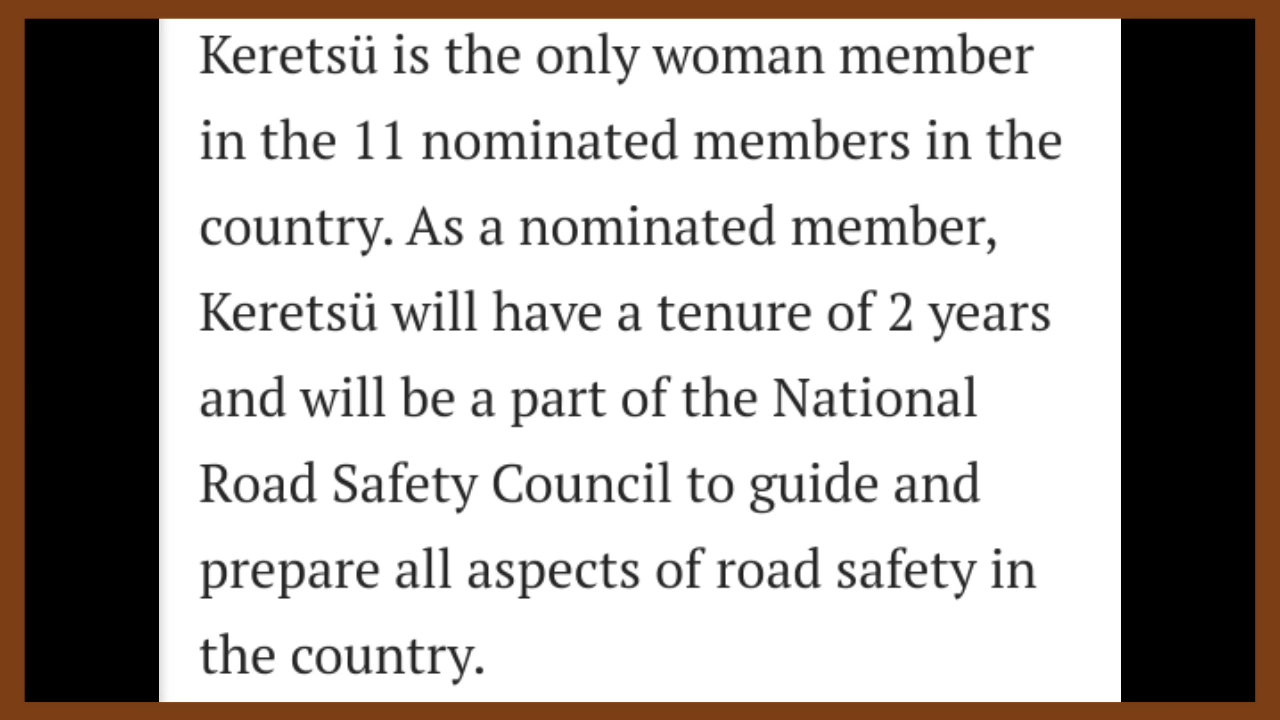 Keretsü is the only woman member
in the 11 nominated members in the
country. As a nominated member,
Keretsü will have a tenure of 2 years
and will be a part of the National
Road Safety Council to guide and
prepare all aspects of road safety in
the country.